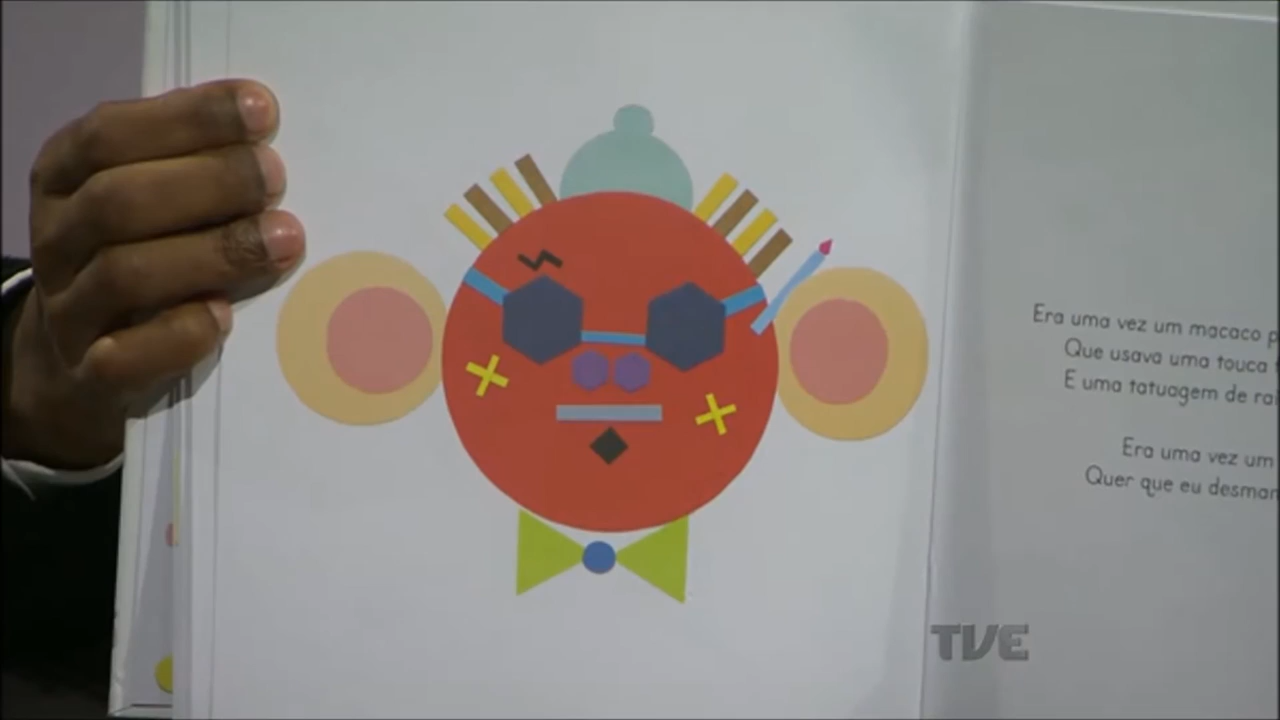 Era uma vez um macaco
Que usava uma touca
E uma tatuagem de
Era uma vez um
Quer que eu
TVE